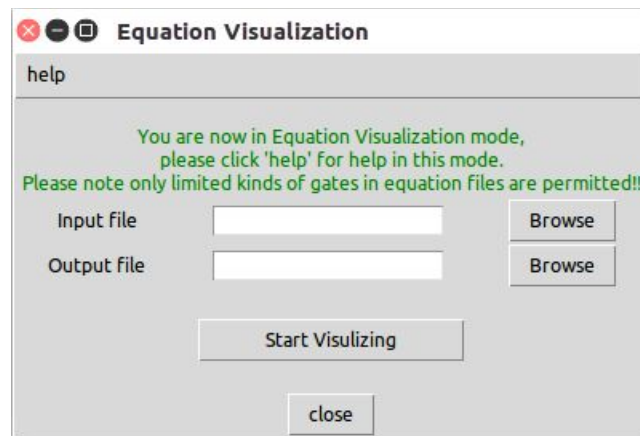 Equation Visualization
help
You are now in Equation Visualization mode,
please click 'help' for help in this mode.
Please note only limited kinds of gates in equation files are permitted!!
Input file Browse
Output file Browse
Start Visulizing
close